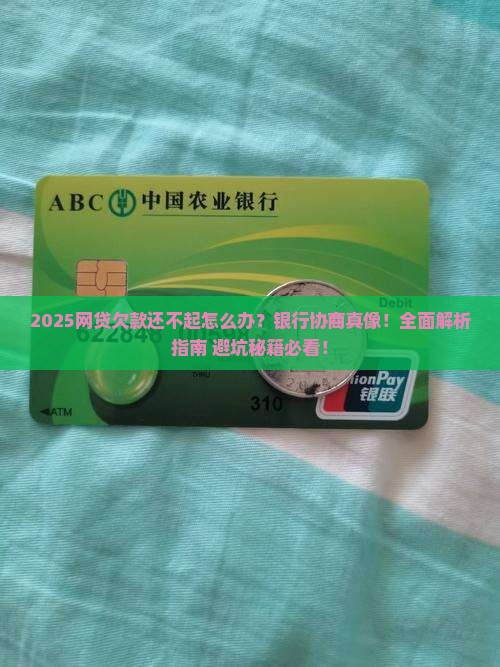 ABC 中国农业银行
Debit
2025网贷欠款还不起怎么办？银行协商真像！全面解析
指南 避坑秘籍必看！
310
ionPay
银联
◄ATM